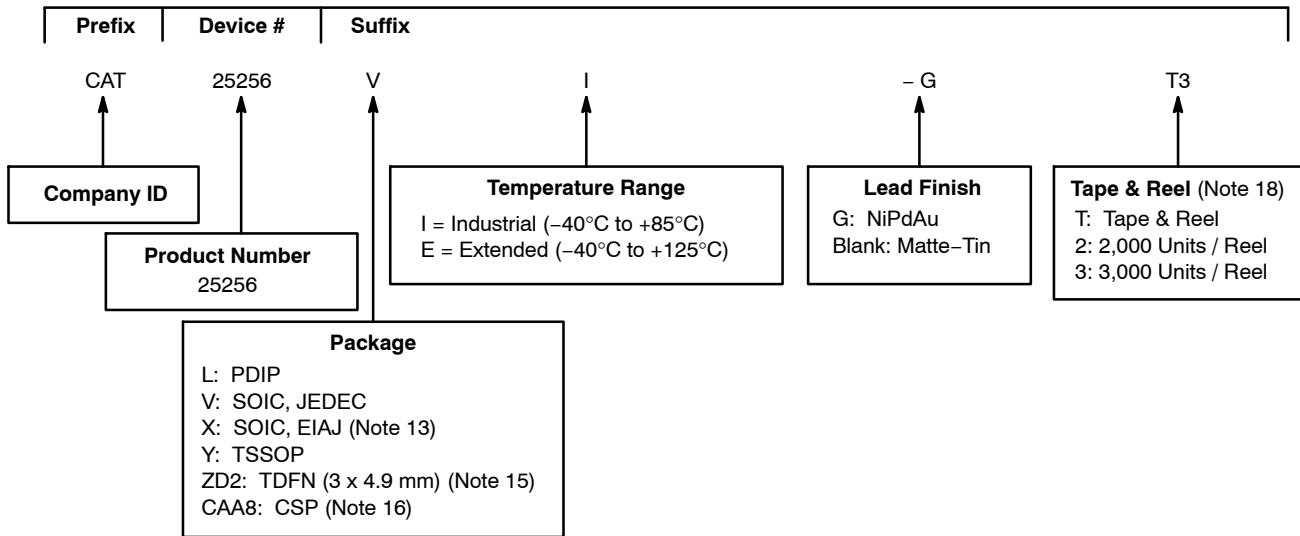 Prefix Device # Suffix
CAT 25256 V I – G T3
Company ID
Product Number
25256
Package
L: PDIP
V: SOIC, JEDEC
X: SOIC, EIAJ (Note 13)
Y: TSSOP
ZD2: TDFN (3 x 4.9 mm) (Note 15)
CAA8: CSP (Note 16)
Temperature Range
I = Industrial (−40°C to +85°C)
E = Extended (−40°C to +125°C)
Lead Finish
G: NiPdAu
Blank: Matte−Tin
Tape & Reel (Note 18)
T: Tape & Reel
2: 2,000 Units / Reel
3: 3,000 Units / Reel